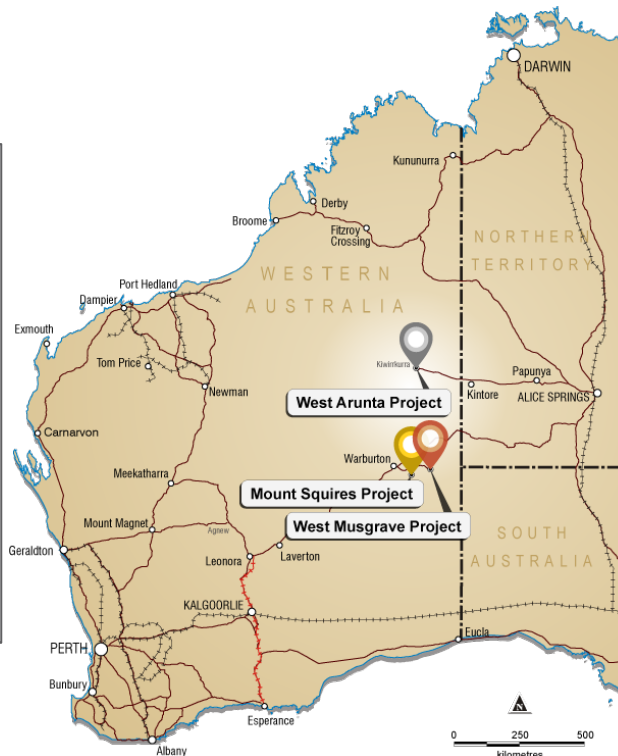 DARWIN
Kununurra
Derby
Broome
Fitzroy
Crossing
NORTHERN
TERRITORY
WESTERN
AUSTRALIA
Port Hedland
Dampier
Exmouth
Tom Price
Newman
Kiwirrkurra
Papunya
Kintore
ALICE SPRINGS
West Arunta Project
Carnarvon
Warburton
Meekatharra
Mount Squires Project
West Musgrave Project
Mount Magnet
Agnew
SOUTH
AUSTRALIA
Geraldton
Leonora
Laverton
KALGOORLIE
Eucla
PERTH
Bunbury
Esperance
Albany
N
0 250 500
kilometres